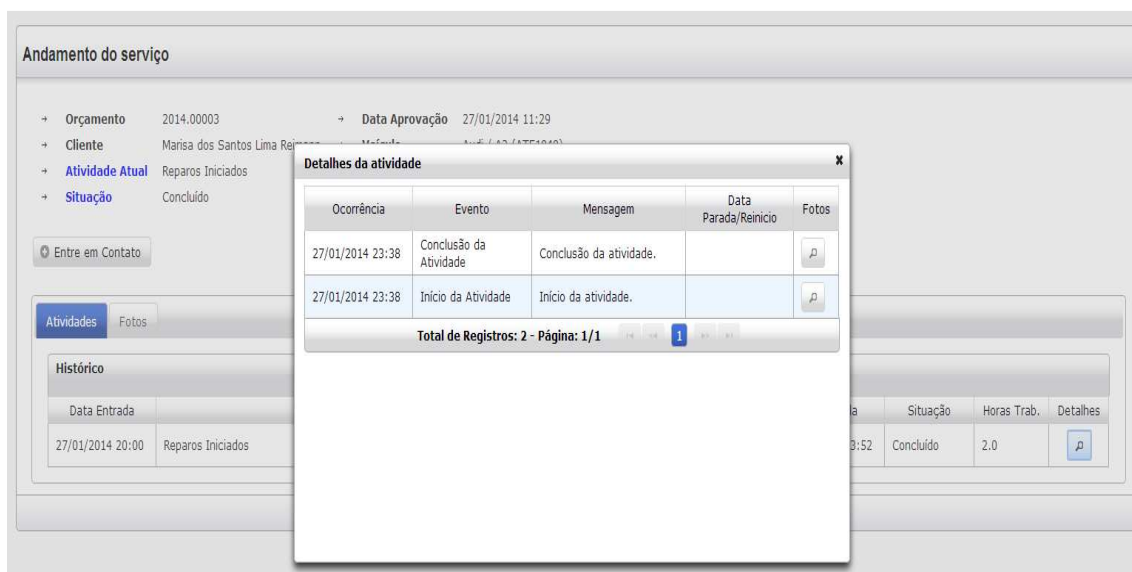 Andamento do serviço
Orçamento 2014.00003 Data Aprovação 27/01/2014 11:29
Cliente Marisa dos Santos Lima
Atividade Atual Reparos Iniciados
Situação Concluído
Entre em Contato
Detalhes da atividade
Ocorrência Evento Mensagem Data Parada/Reinicio Fotos
27/01/2014 23:38 Conclusão da Atividade Conclusão da atividade.
27/01/2014 23:38 Início da Atividade Início da atividade.
Total de Registros: 2 - Página: 1/1 1
Atividades Fotos
Histórico
Data Entrada Situação Horas Trab. Detalhes
27/01/2014 20:00 Reparos Iniciados 3:52 Concluído 2.0